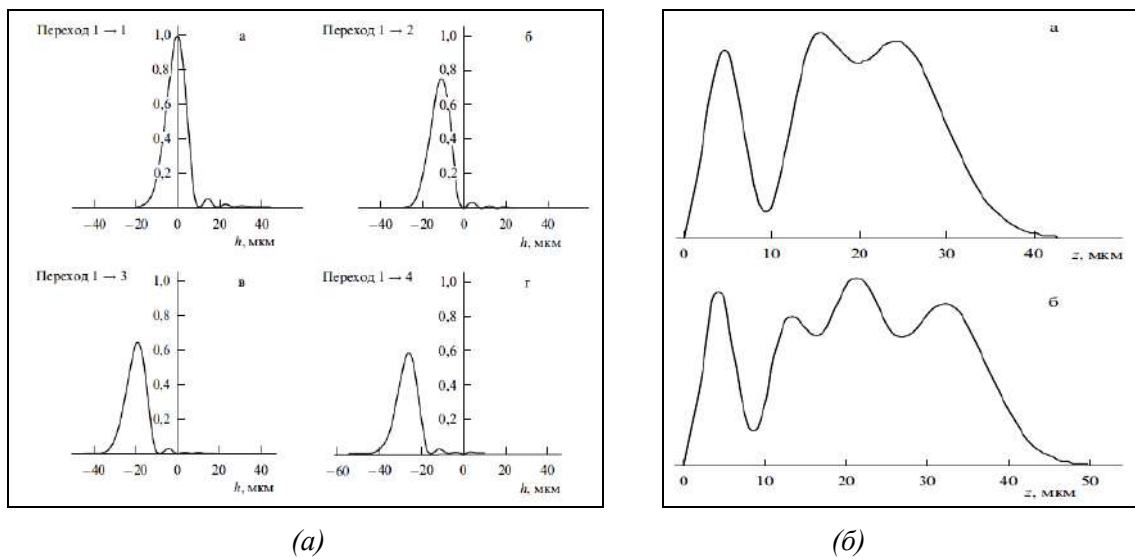 Переход 1 → 1
а
1,0
0,8
0,6
0,4
0,2
−40
−20
0
20
40
h, мкм
Переход 1 → 2
б
1,0
0,8
0,6
0,4
0,2
−40
−20
0
20
40
h, мкм
Переход 1 → 3
в
1,0
0,8
0,6
0,4
0,2
−40
−20
0
20
40
h, мкм
Переход 1 → 4
г
1,0
0,8
0,6
0,4
0,2
−60
−40
−20
0
20
40
h, мкм
(а)
а
0
10
20
30
40
z, мкм
б
0
10
20
30
40
50
z, мкм
(б)